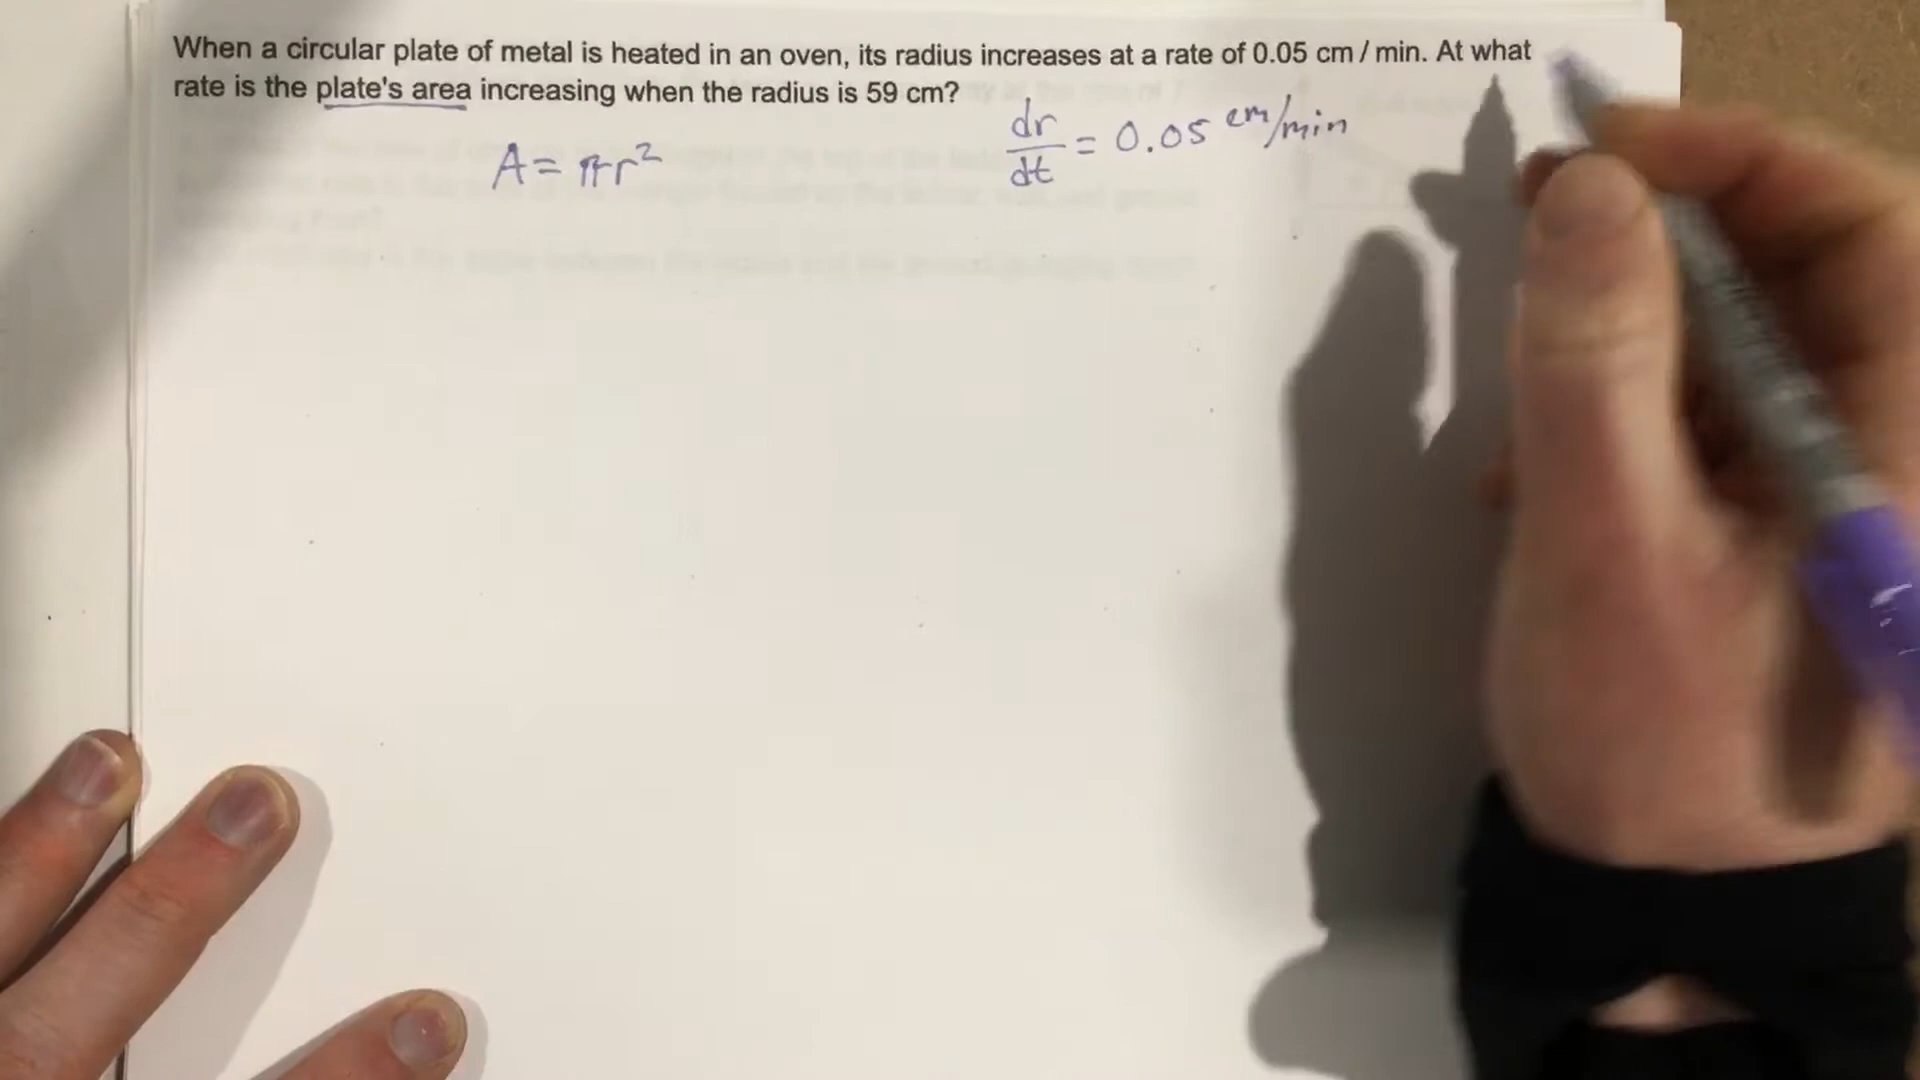 When a circular plate of metal is heated in an oven, its radius increases at a rate of 0.05 cm / min. At what
rate is the plate's area increasing when the radius is 59 cm?
A = πr²
dr/dt = 0.05 cm/min